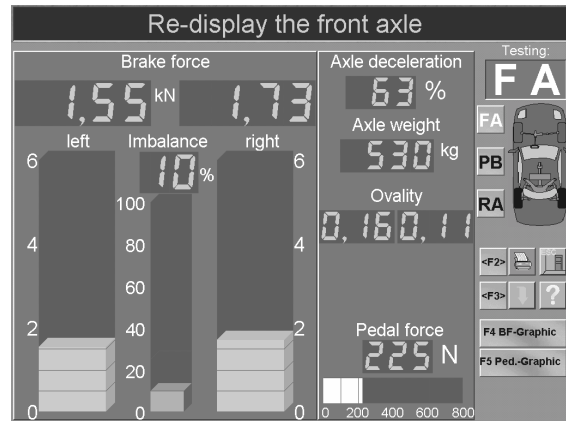 Re-display the front axle
Brake force
1,55 kN 1,73
left Imbalance right
10 %
6 6
100
4 80 4
60
2 40 2
20
0 0 0
Axle deceleration
63 %
Axle weight
530 kg
Ovality
0,16 0,11
Pedal force
225 N
0 200 400 600 800
Testing:
F A
FA
PB
RA
<F2>
<F3> ?
F4 BF-Graphic
F5 Ped.-Graphic